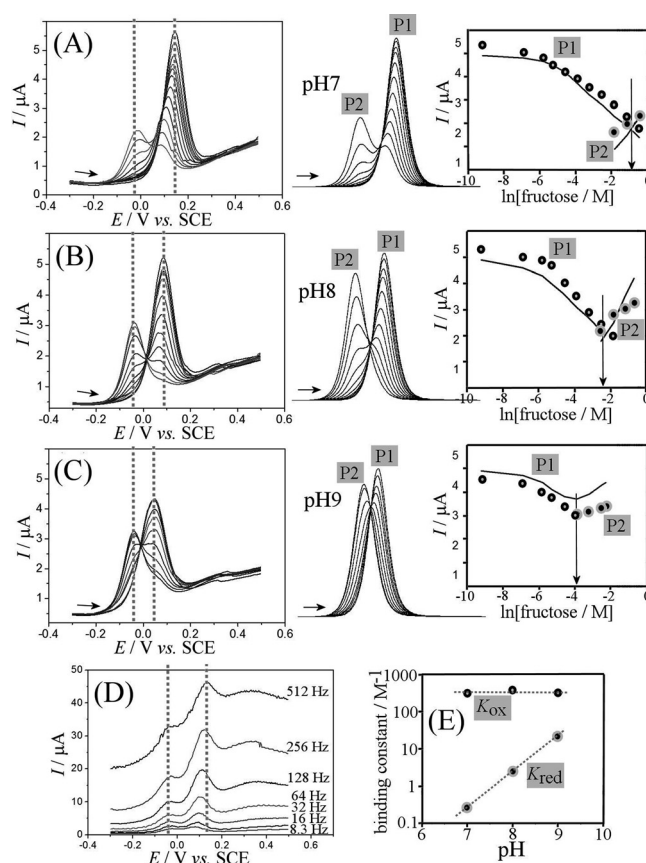 (A)
I / µA
6
5
4
3
2
1
0
-0.4 -0.2 0.0 0.2 0.4 0.6
E / V vs. SCE
pH7
P1
P2
I / µA
5
4
3
2
1
P1
P2
-10 -8 -6 -4 -2 0
ln[fructose / M]
(B)
I / µA
6
5
4
3
2
1
-0.4 -0.2 0.0 0.2 0.4 0.6
E / V vs. SCE
pH8
P2
P1
I / µA
5
4
3
2
1
P1
P2
-10 -8 -6 -4 -2 0
ln[fructose / M]
(C)
I / µA
6
5
4
3
2
1
-0.4 -0.2 0.0 0.2 0.4 0.6
E / V vs. SCE
pH9
P2 P1
I / µA
5
4
3
2
1
P1
P2
-10 -8 -6 -4 -2 0
ln[fructose / M]
(D)
I / µA
50
40
30
20
10
0
512 Hz
256 Hz
128 Hz
64 Hz
32 Hz
16 Hz
8.3 Hz
-0.4 -0.2 0.0 0.2 0.4 0.6
E / V vs. SCE
(E)
binding constant / M-1
1000
100
10
1
0.1
Kox
Kred
6 7 8 9 10
pH